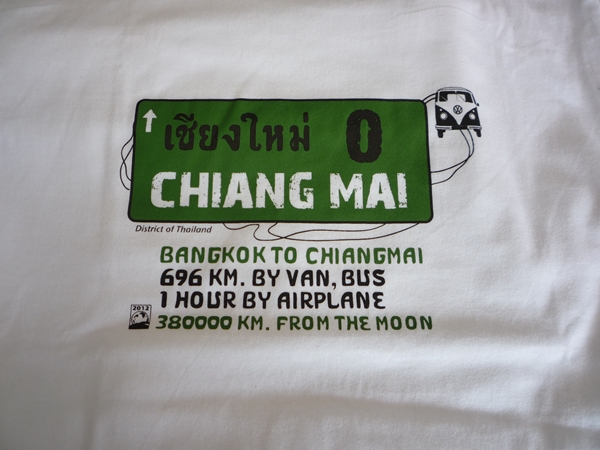 เชียงใหม่ 0
CHIANG MAI
District of Thailand
BANGKOK TO CHIANGMAI
696 KM. BY VAN, BUS
1 HOUR BY AIRPLANE
2012
380000 KM. FROM THE MOON